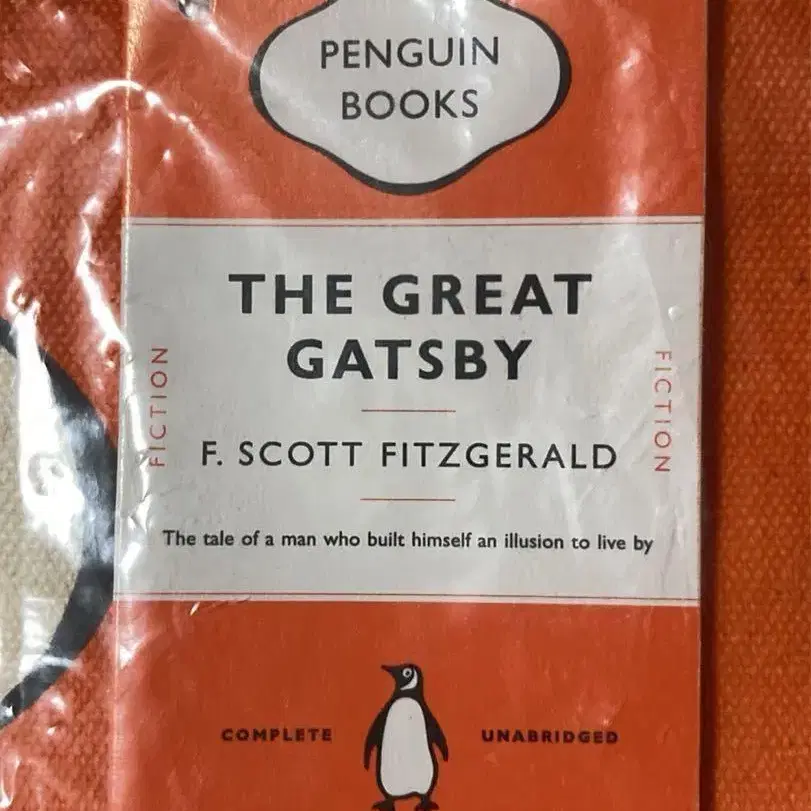 PENGUIN
BOOKS
THE GREAT
GATSBY
FICTION
FICTION
F. SCOTT FITZGERALD
The tale of a man who built himself an illusion to live by
COMPLETE
UNABRIDGED